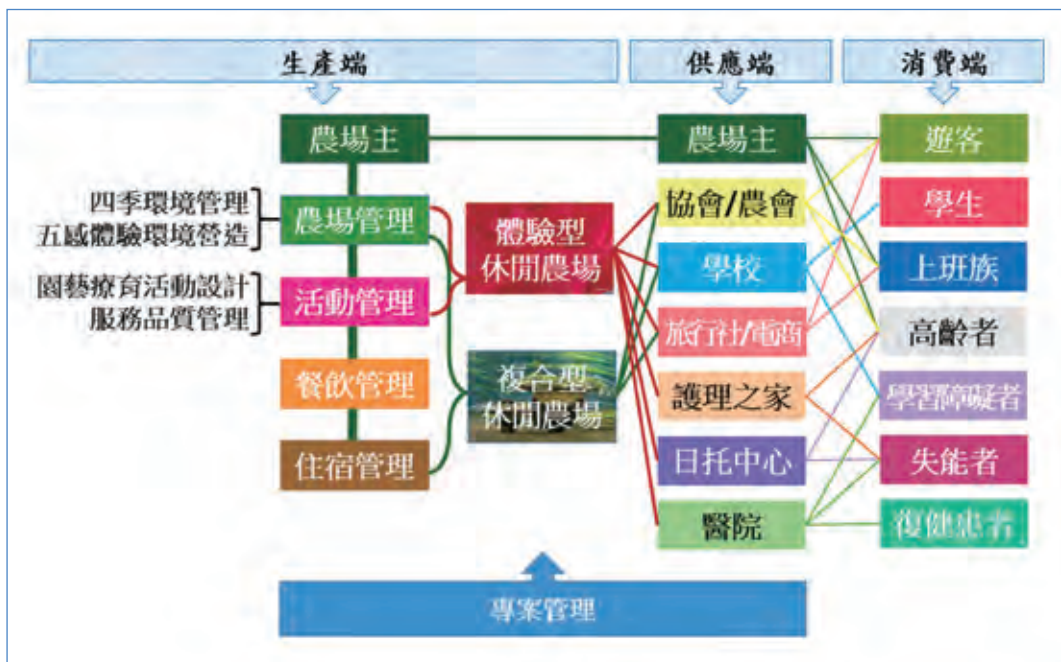 生產端
供應端
消費端
農場主
農場主
遊客
四季環境管理
五感體驗環境營造
農場管理
園藝療育活動設計
服務品質管理
活動管理
餐飲管理
住宿管理
體驗型
休閒農場
複合型
休閒農場
協會/農會
學校
旅行社/電商
護理之家
日托中心
醫院
學生
上班族
高齡者
學習障礙者
失能者
復健患者
專案管理